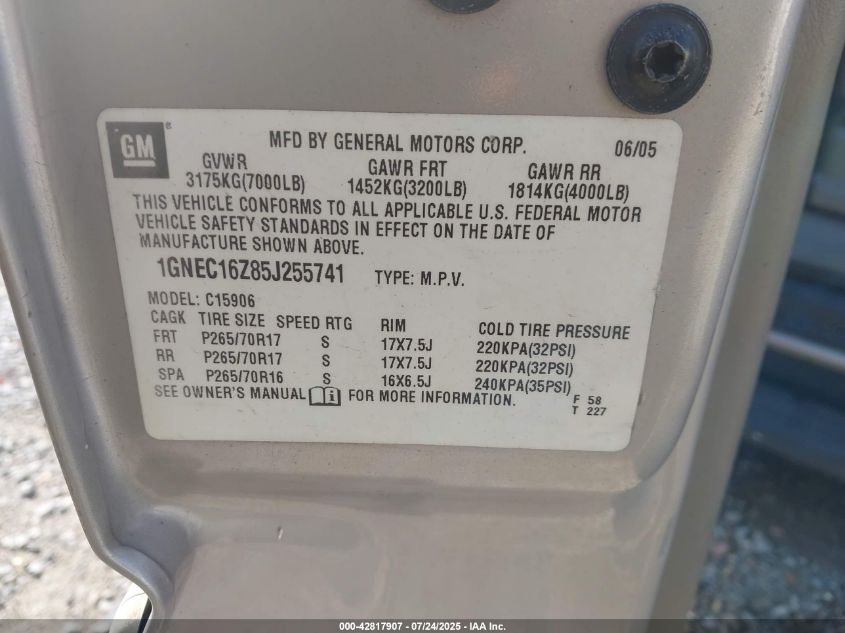 GM® MFD BY GENERAL MOTORS CORP. 06/05
GVWR GAWR FRT GAWR RR
3175KG(7000LB) 1452KG(3200LB) 1814KG(4000LB)
THIS VEHICLE CONFORMS TO ALL APPLICABLE U.S. FEDERAL MOTOR
VEHICLE SAFETY STANDARDS IN EFFECT ON THE DATE OF
MANUFACTURE SHOWN ABOVE.
1GNEC16Z85J255741 TYPE: M.P.V.
MODEL: C15906
CAGK TIRE SIZE SPEED RTG RIM COLD TIRE PRESSURE
FRT P265/70R17 S 17X7.5J 220KPA(32PSI)
RR P265/70R17 S 17X7.5J 220KPA(32PSI)
SPA P265/70R16 S 16X6.5J 240KPA(35PSI)
SEE OWNER'S MANUAL i FOR MORE INFORMATION. F 58
T 227
000-42817907 - 07/24/2025 - IAA Inc.